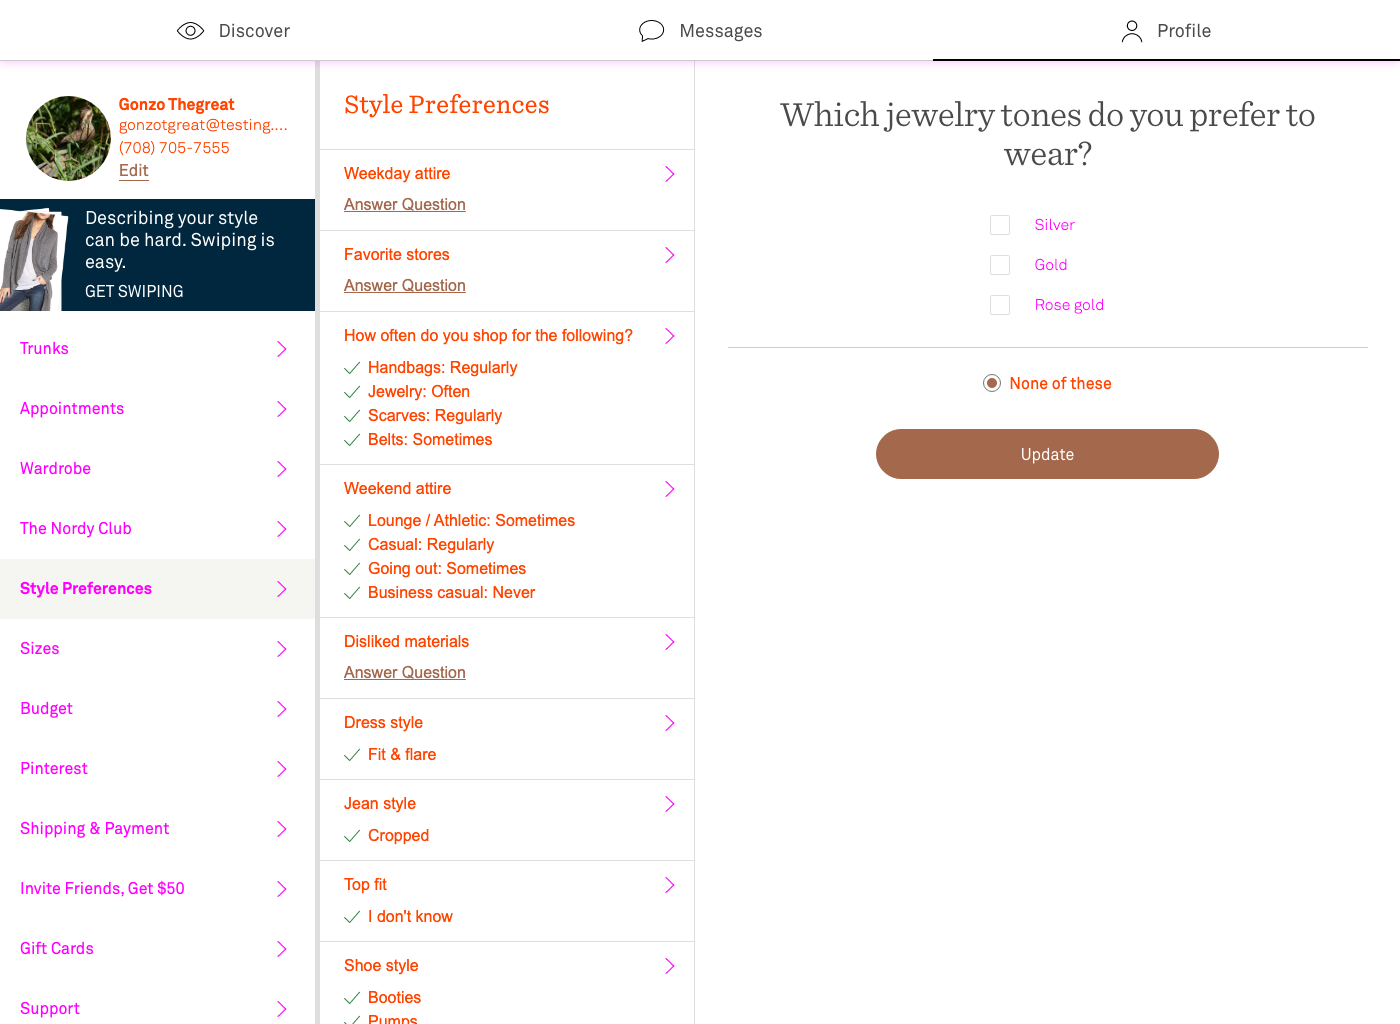 Discover
Messages
Profile
Gonzo Thegreat
gonzotgreat@testing....
(708) 705-7555
Edit
Describing your style
can be hard. Swiping is
easy.
GET SWIPING
Trunks
Appointments
Wardrobe
The Nordy Club
Style Preferences
Sizes
Budget
Pinterest
Shipping & Payment
Invite Friends, Get $50
Gift Cards
Support
Style Preferences
Weekday attire
Answer Question
Favorite stores
Answer Question
How often do you shop for the following?
Handbags: Regularly
Jewelry: Often
Scarves: Regularly
Belts: Sometimes
Weekend attire
Lounge / Athletic: Sometimes
Casual: Regularly
Going out: Sometimes
Business casual: Never
Disliked materials
Answer Question
Dress style
Fit & flare
Jean style
Cropped
Top fit
I don't know
Shoe style
Booties
Pumps
Which jewelry tones do you prefer to
wear?
Silver
Gold
Rose gold
None of these
Update